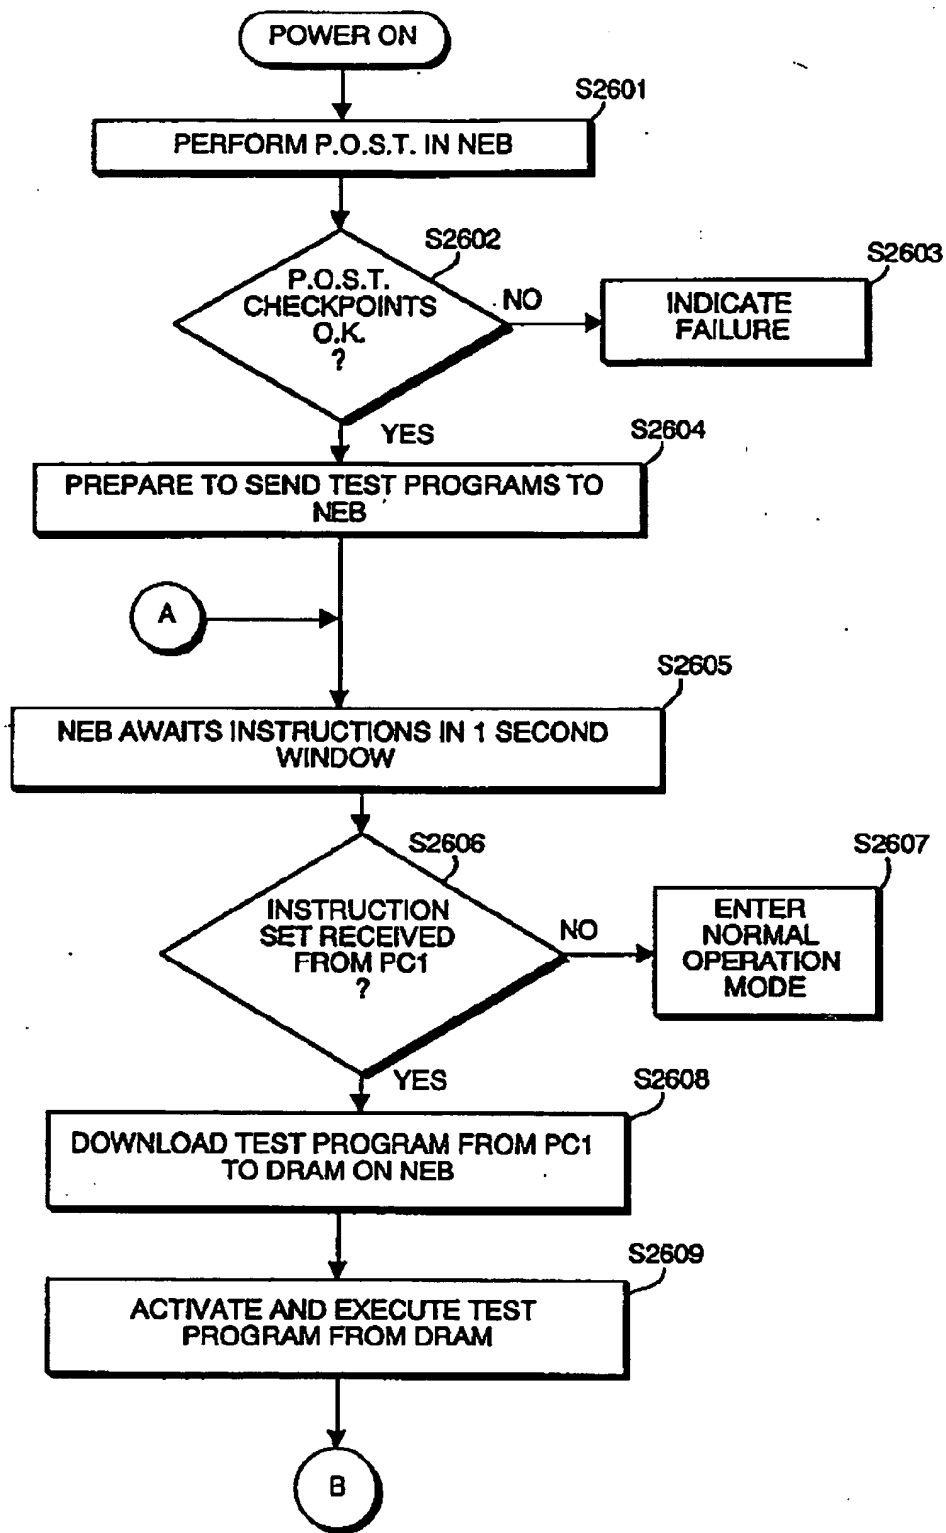 POWER ON
S2601
PERFORM P.O.S.T. IN NEB
S2602
P.O.S.T.
CHECKPOINTS
O.K.
?
NO
S2603
INDICATE
FAILURE
YES
S2604
PREPARE TO SEND TEST PROGRAMS TO
NEB
A
S2605
NEB AWAITS INSTRUCTIONS IN 1 SECOND
WINDOW
S2606
INSTRUCTION
SET RECEIVED
FROM PC1
?
NO
S2607
ENTER
NORMAL
OPERATION
MODE
YES
S2608
DOWNLOAD TEST PROGRAM FROM PC1
TO DRAM ON NEB
S2609
ACTIVATE AND EXECUTE TEST
PROGRAM FROM DRAM
B